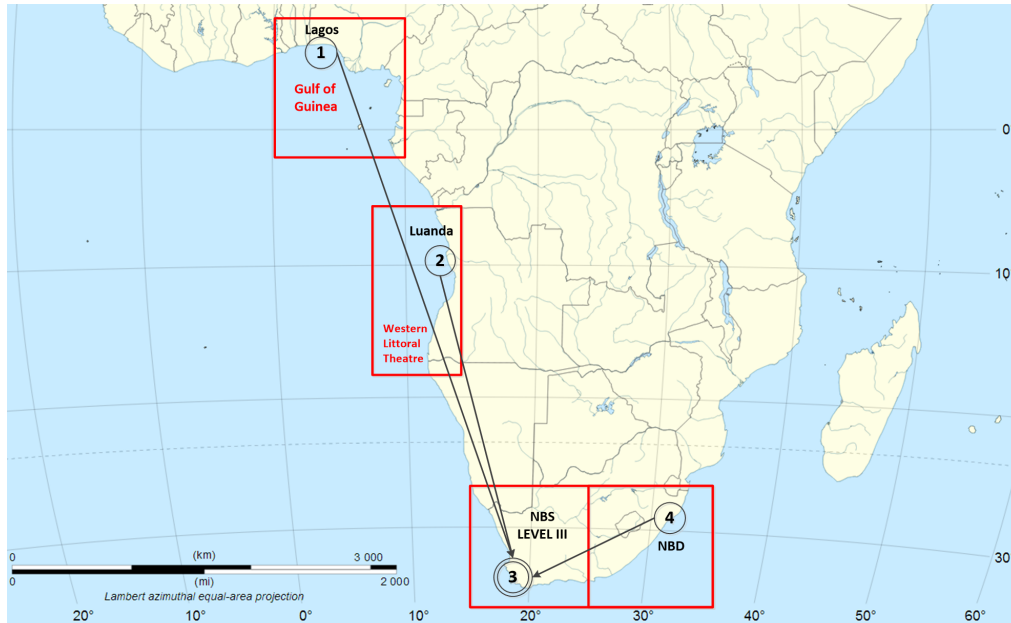 Lagos
1
Gulf of
Guinea
0
Luanda
2
10
Western
Littoral
Theatre
NBS
LEVEL III
4
NBD
3
30
0
(km)
3 000
0
(mi)
2 000
Lambert azimuthal equal-area projection
20°
10°
0°
10°
20°
30°
40°
50°
60°